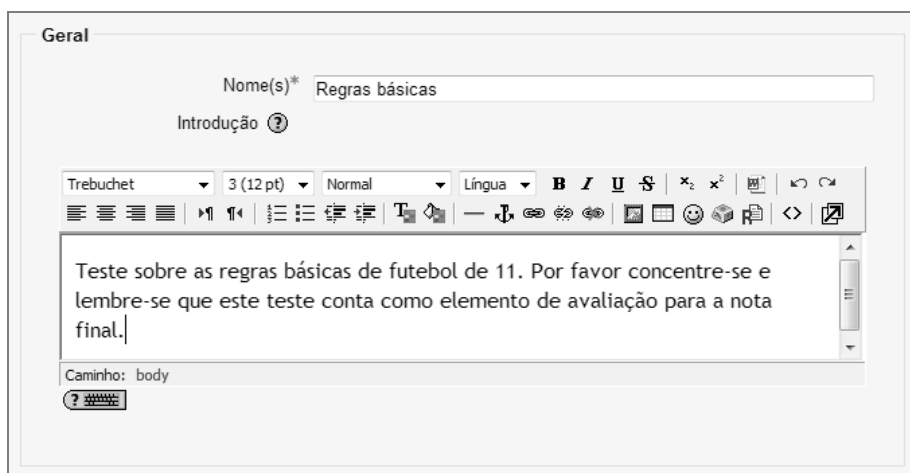 Geral
Nome(s)* Regras básicas
Introdução ?
Trebuchet 3 (12 pt) Normal Língua B I U S x₂ x²
Teste sobre as regras básicas de futebol de 11. Por favor concentre-se e
lembre-se que este teste conta como elemento de avaliação para a nota
final.
Caminho: body
?